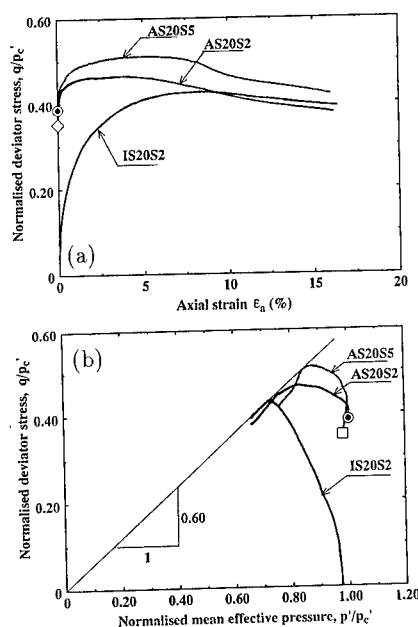 Normalised deviator stress, q/pc'
0.60
0.40
0.20
0
AS20S5
AS20S2
IS20S2
(a)
0
5
10
15
20
Axial strain εn (%)
Normalised deviator stress, q/pc'
0.60
0.40
0.20
0
(b)
AS20S5
AS20S2
IS20S2
0.60
1
0
0.20
0.40
0.60
0.80
1.00
1.20
Normalised mean effective pressure, p'/pc'